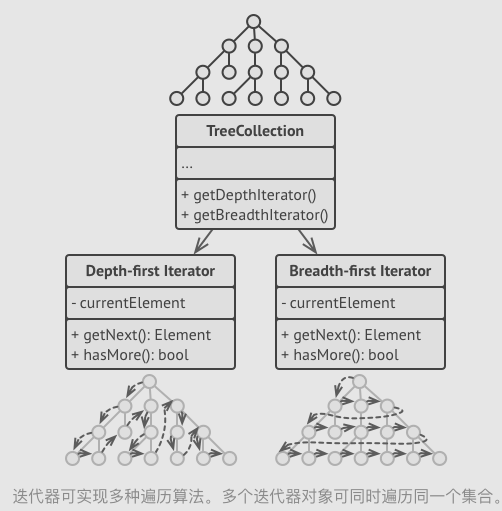 TreeCollection
...
+ getDepthIterator()
+ getBreadthIterator()
Depth-first Iterator
- currentElement
+ getNext(): Element
+ hasMore(): bool
Breadth-first Iterator
- currentElement
+ getNext(): Element
+ hasMore(): bool
迭代器可实现多种遍历算法。多个迭代器对象可同时遍历同一个集合。